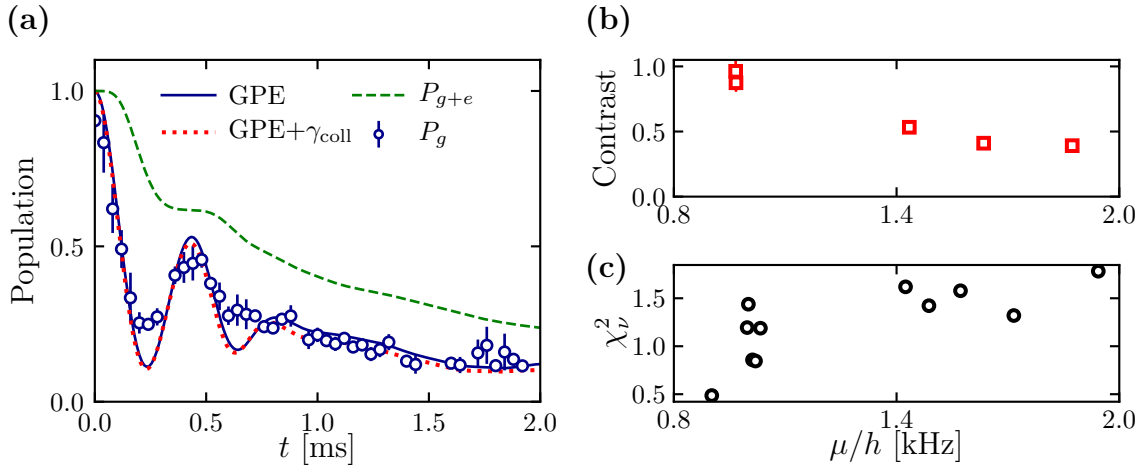 (a)
1.0
0.5
0.0
Population
GPE
GPE+γ_coll
P_{g+e}
P_g
0.0 0.5 1.0 1.5 2.0
t [ms]
(b)
1.0
0.5
0.0
Contrast
0.8 1.4 2.0
(c)
1.5
1.0
0.5
χ²_ν
0.8 1.4 2.0
μ/h [kHz]